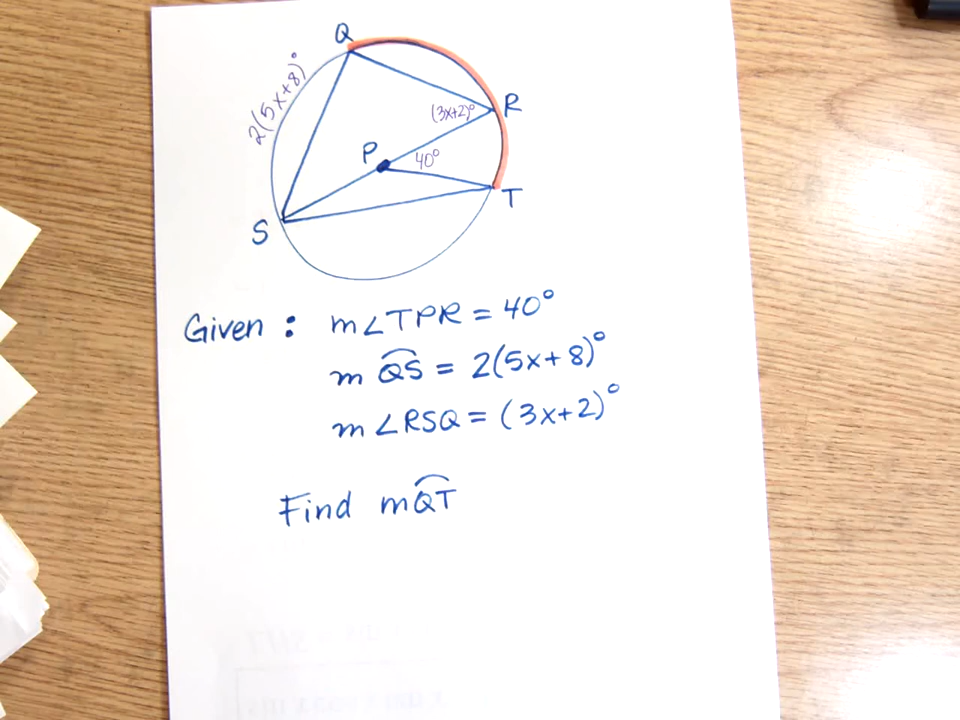 Q
2(5x+8)°
(3x+2)°
R
P
40°
T
S
Given : m∠TPR = 40°
m QS = 2(5x+8)°
m ∠RSQ = (3x+2)°
Find mQT